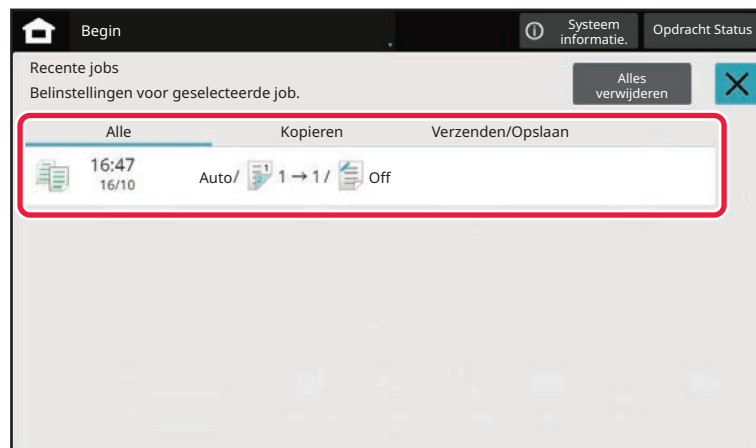 Begin
Systeem
informatie.
Opdracht Status
Recente jobs
Belinstellingen voor geselecteerde job.
Alles
verwijderen
Alle Kopieren Verzenden/Opslaan
16:47
16/10
Auto/ 1 1 → 1 / Off